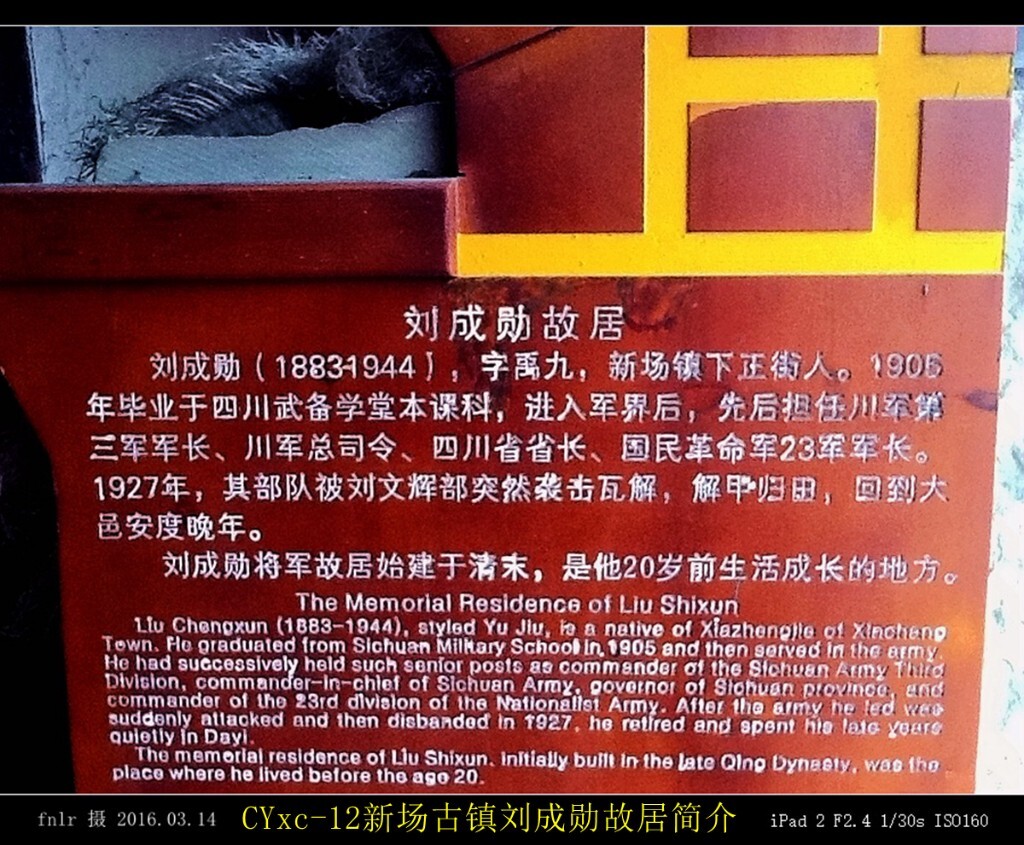 刘成勋故居
刘成勋（1883-1944），字禹九，新场镇下正街人。1905
年毕业于四川武备学堂本课科，进入军界后，先后担任川军第
三军军长、川军总司令、四川省省长、国民革命军23军军长。
1927年，其部队被刘文辉部突然袭击瓦解，解甲归田，回到大
邑安度晚年。
刘成勋将军故居始建于清末，是他20岁前生活成长的地方。
The Memorial Residence of Liu Shixun
Liu Chengxun (1883-1944), styled Yu Jiu, is a native of Xiazhengjie of Xinchang
Town. He graduated from Sichuan Military School in 1905 and then served in the army.
He had successively held such senior posts as commander of the Sichuan Army Third
Division, commander-in-chief of Sichuan Army, governor of Sichuan province, and
commander of the 23rd division of the Nationalist Army. After the army he led was
suddenly attacked and then disbanded in 1927, he retired and spent his late years
quietly in Dayi.
The memorial residence of Liu Shixun, initially built in the late Qing Dynasty, was the
place where he lived before the age 20.
fnlr 摄 2016.03.14 CYxc-12新场古镇刘成勋故居简介 iPad 2 F2.4 1/30s ISO160